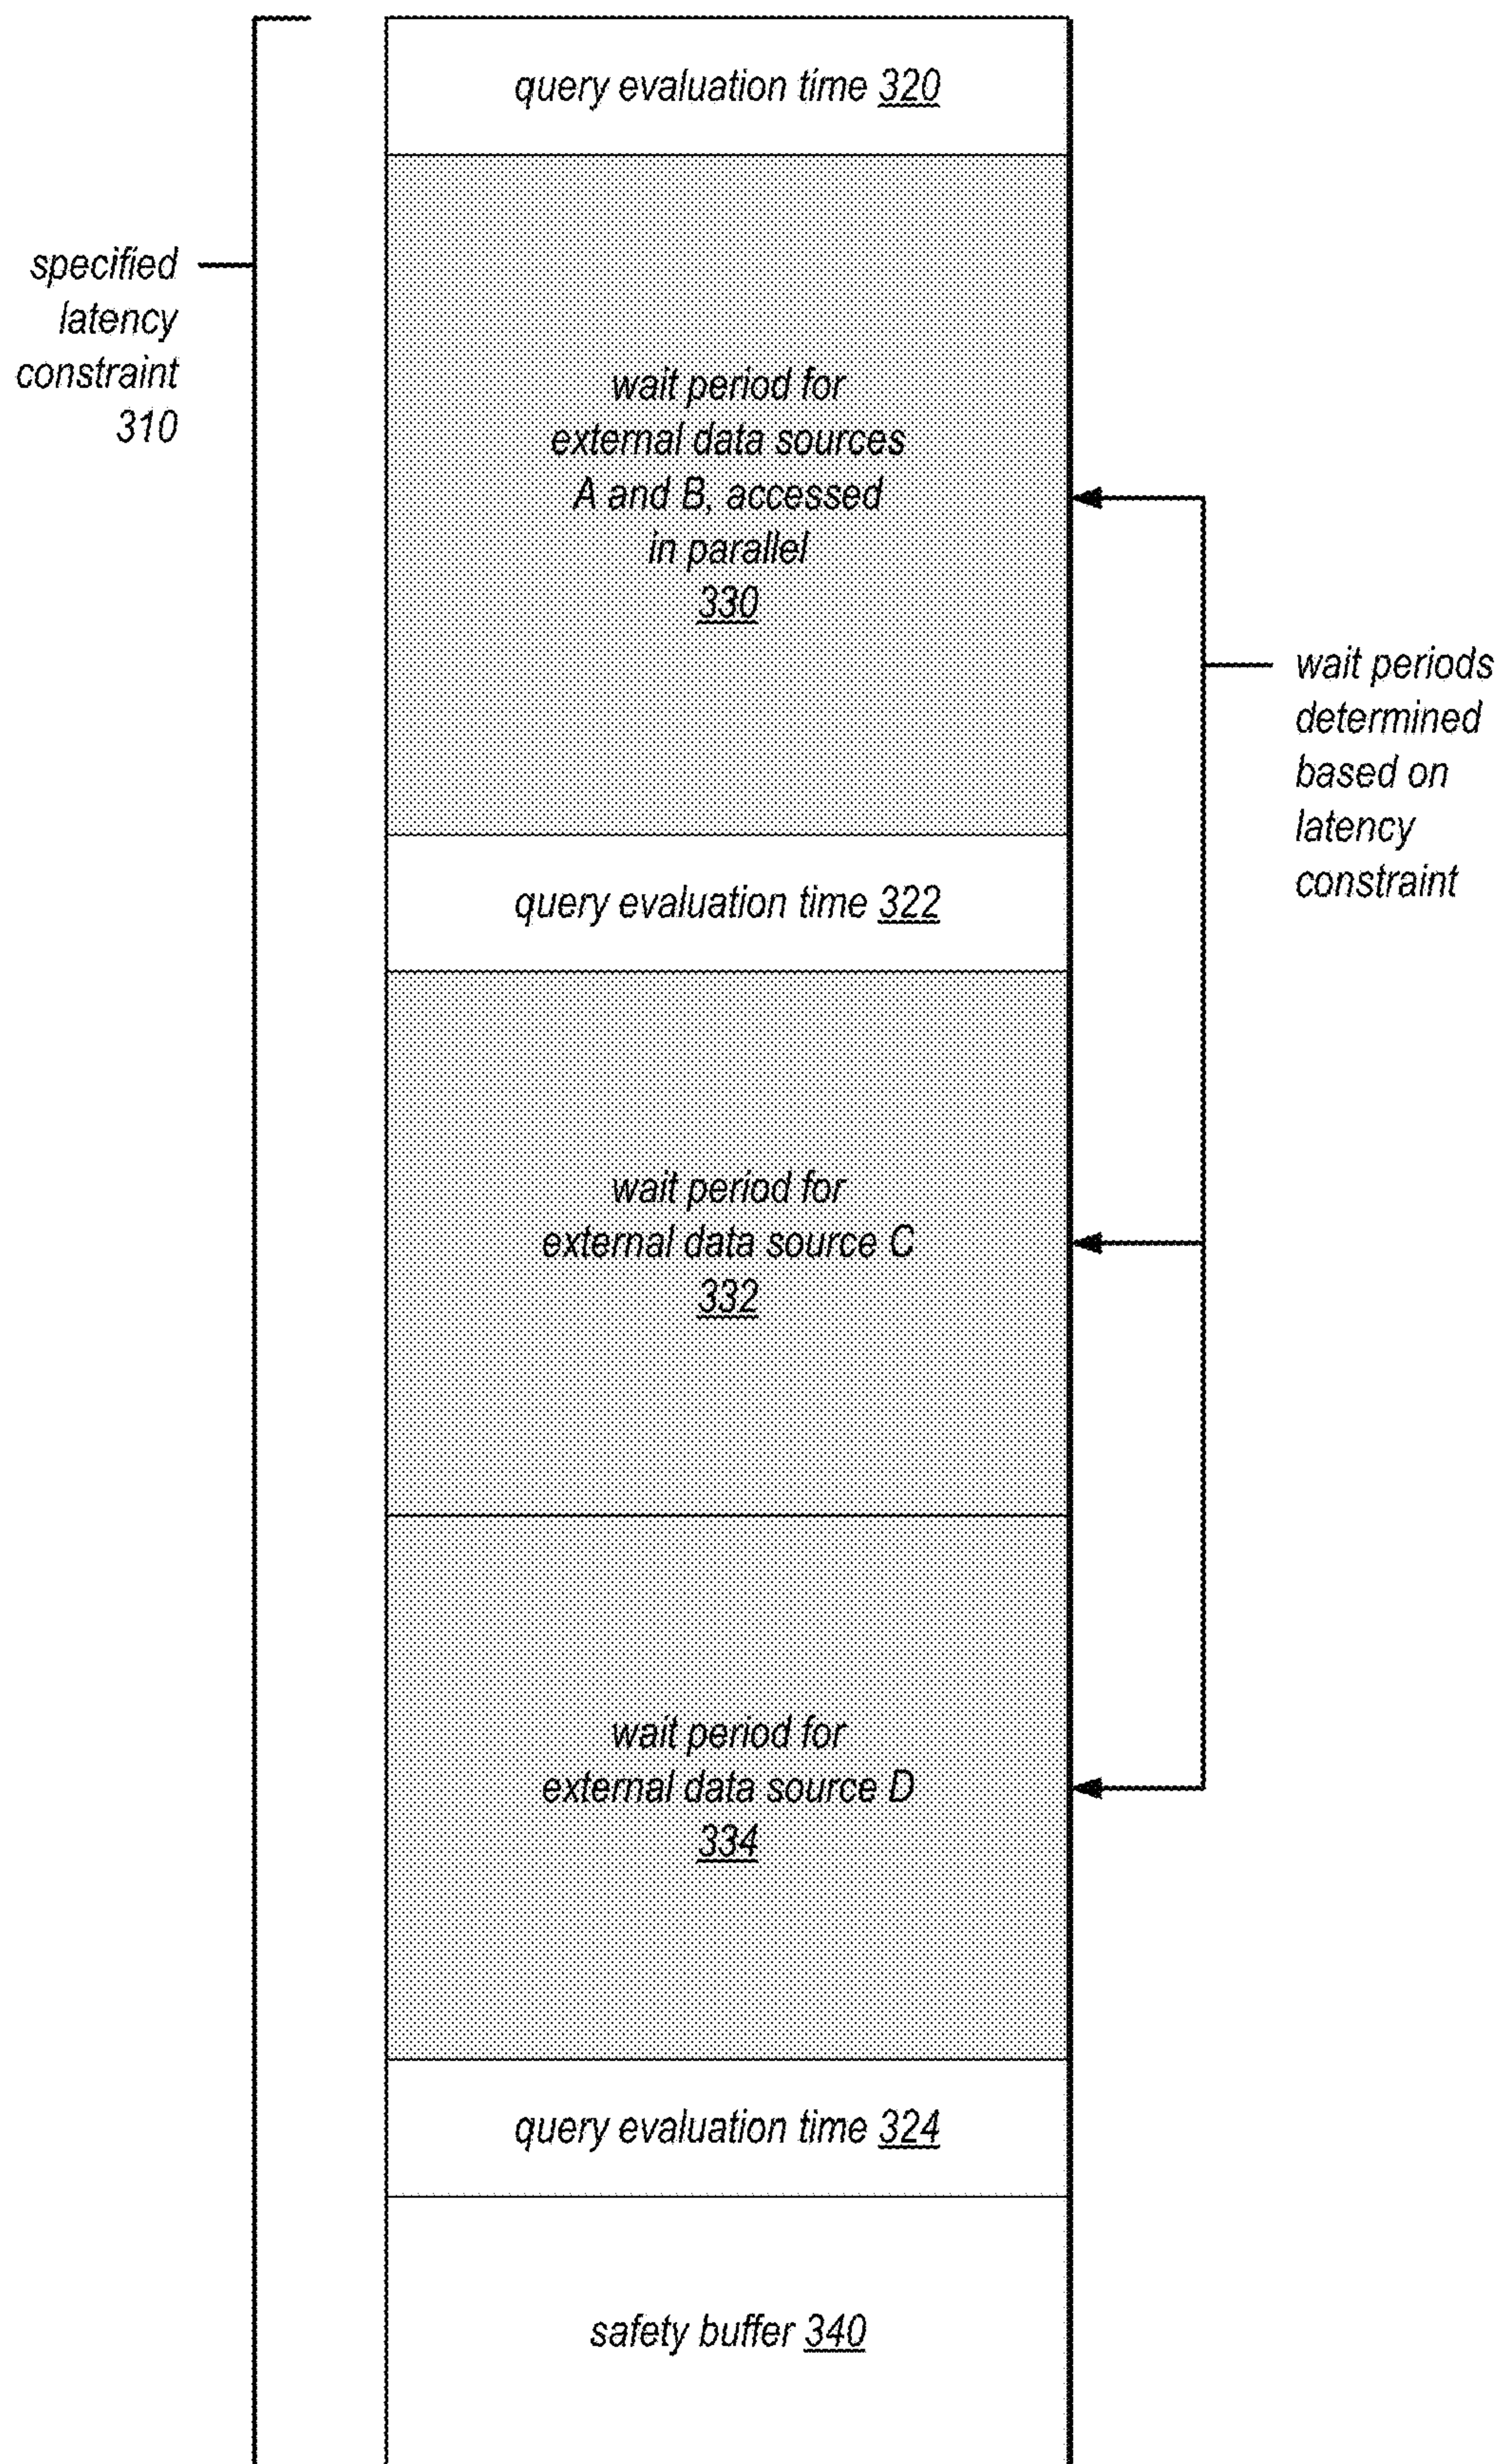 query evaluation time 320
specified
latency
constraint
310
wait period for
external data sources
A and B, accessed
in parallel
330
wait periods
determined
based on
latency
constraint
query evaluation time 322
wait period for
external data source C
332
wait period for
external data source D
334
query evaluation time 324
safety buffer 340